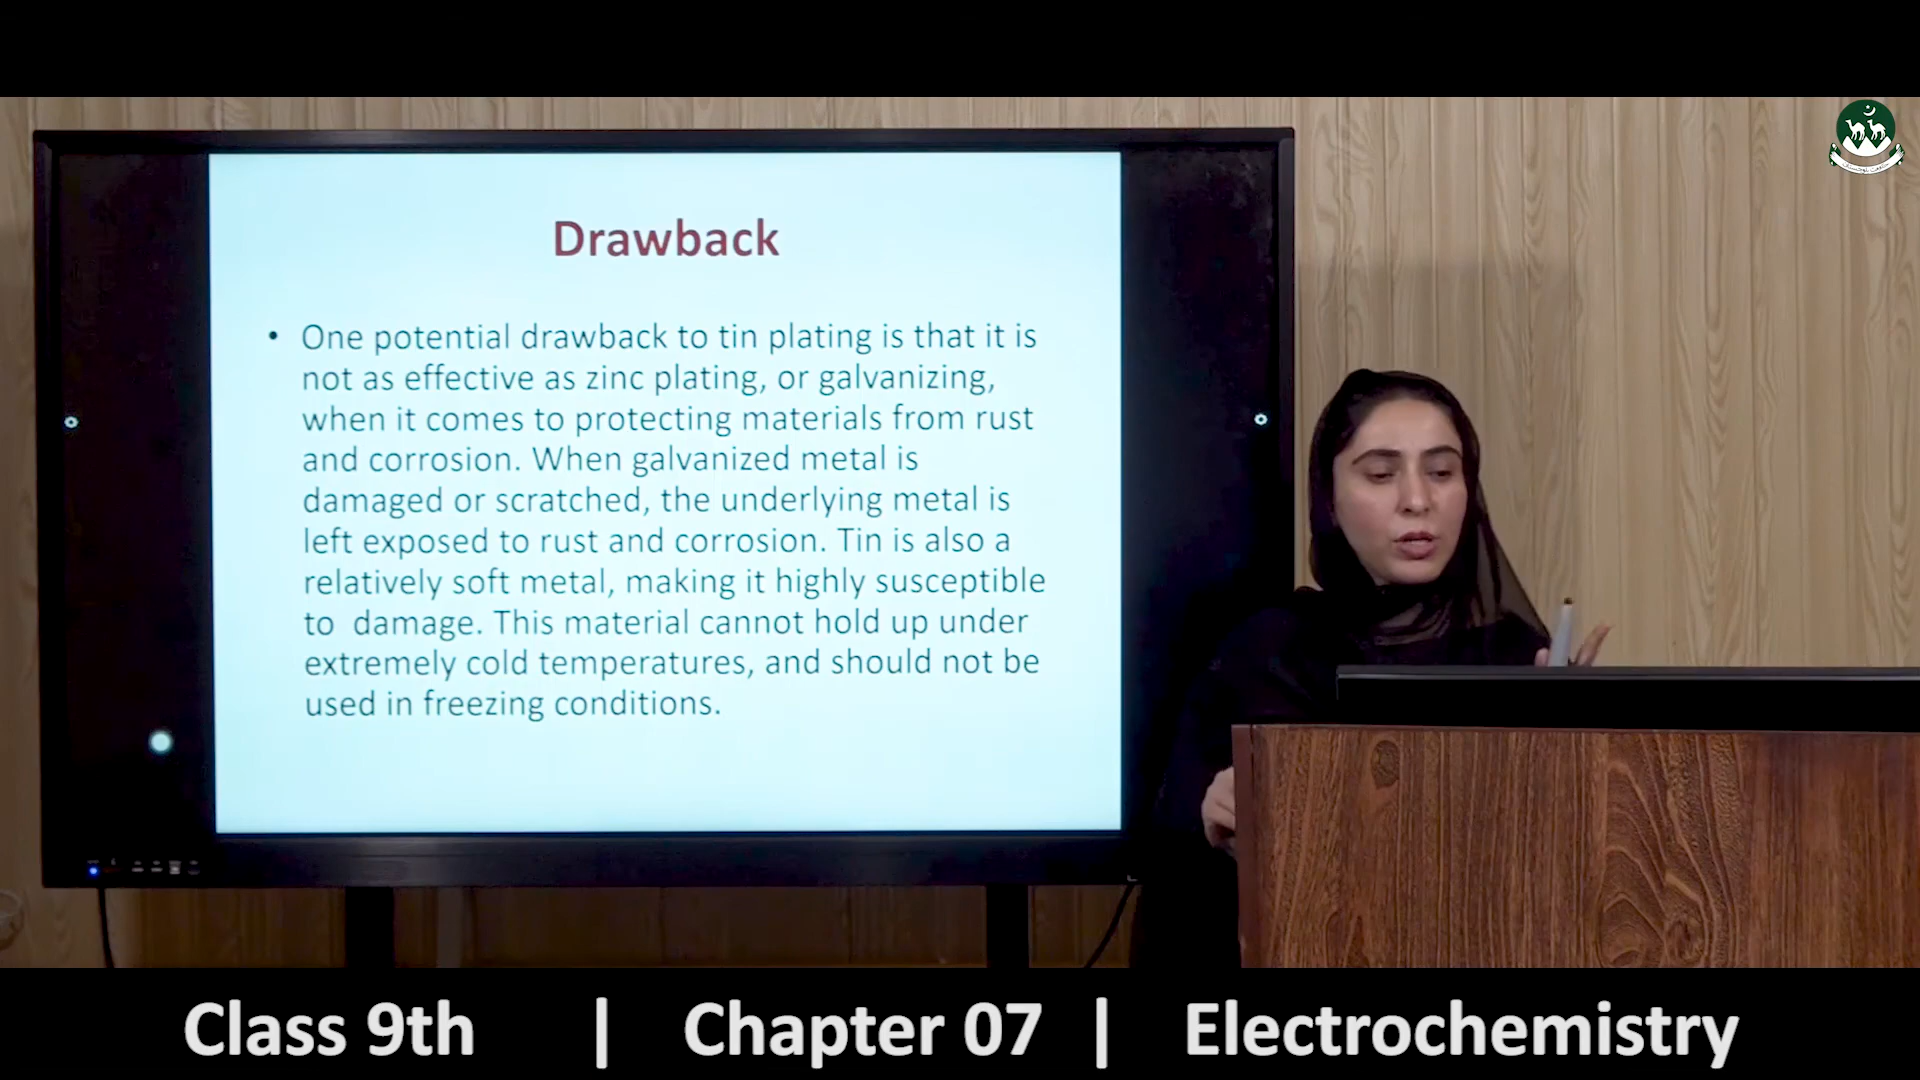 Drawback
• One potential drawback to tin plating is that it is
not as effective as zinc plating, or galvanizing,
when it comes to protecting materials from rust
and corrosion. When galvanized metal is
damaged or scratched, the underlying metal is
left exposed to rust and corrosion. Tin is also a
relatively soft metal, making it highly susceptible
to damage. This material cannot hold up under
extremely cold temperatures, and should not be
used in freezing conditions.
Class 9th | Chapter 07 | Electrochemistry